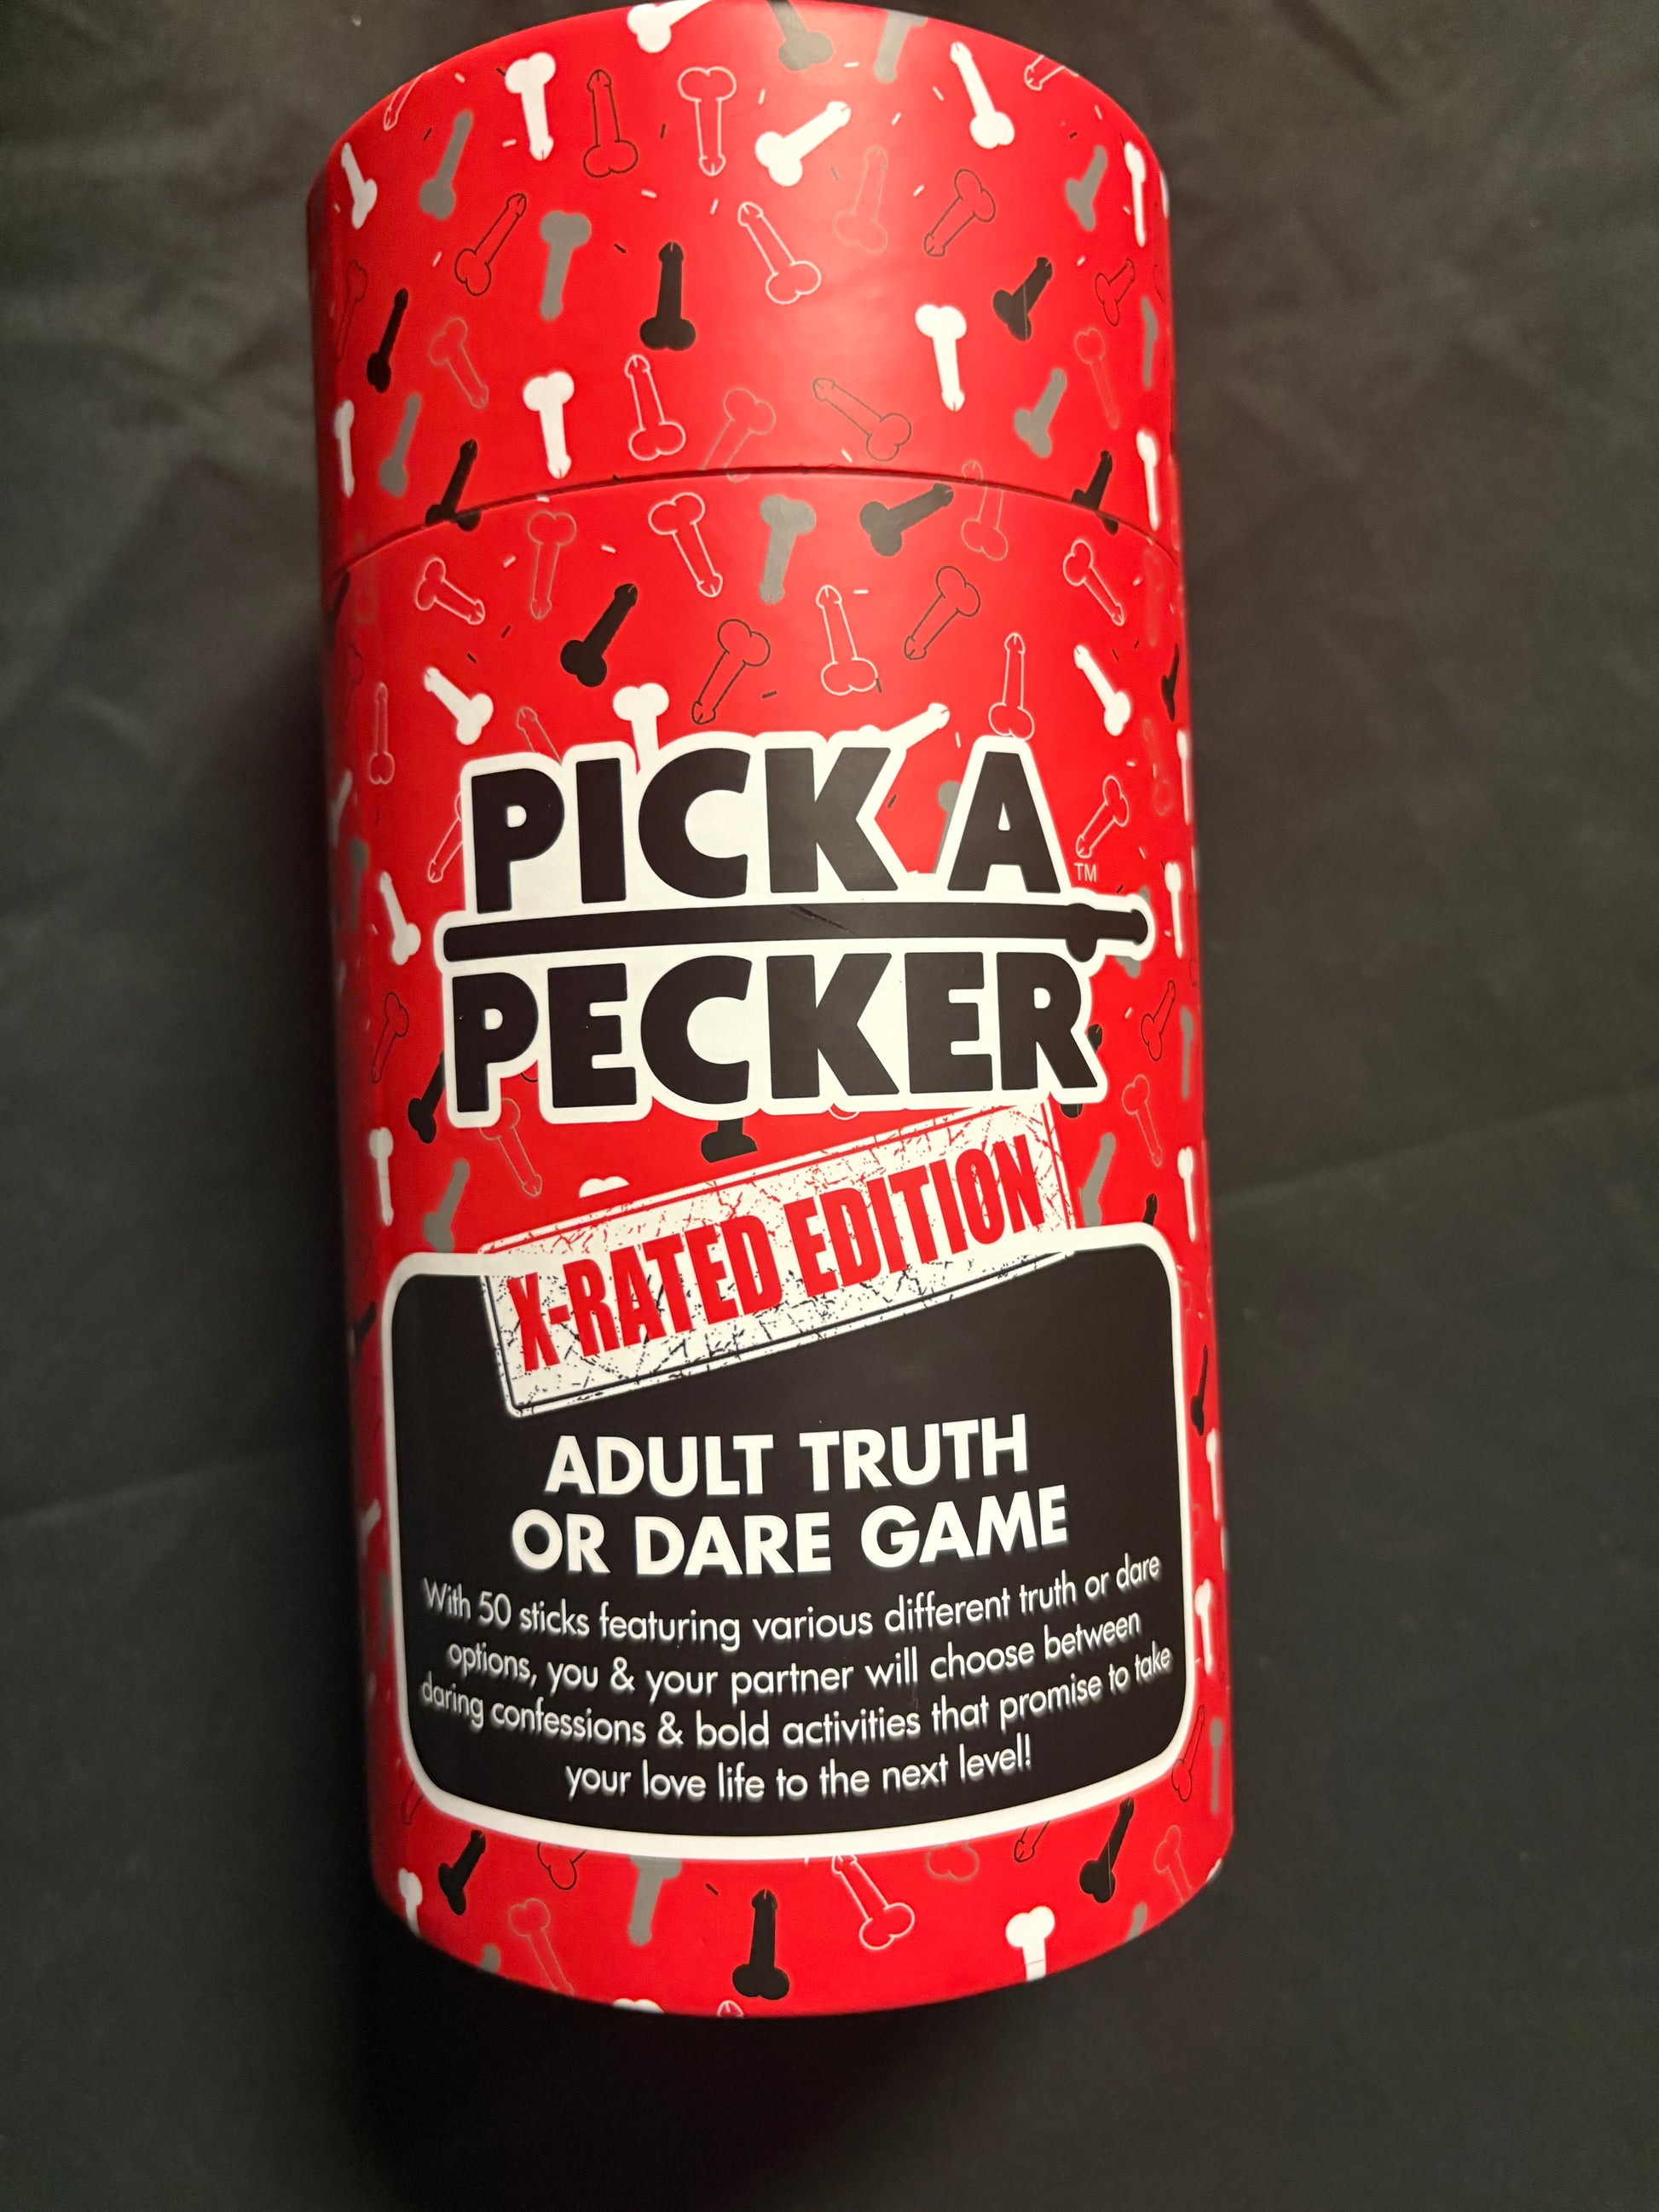 PICK A
TM
PECKER
X-RATED EDITION
ADULT TRUTH
OR DARE GAME
With 50 sticks featuring various different truth or dare
options, you & your partner will choose between
daring confessions & bold activities that promise to take
your love life to the next level!